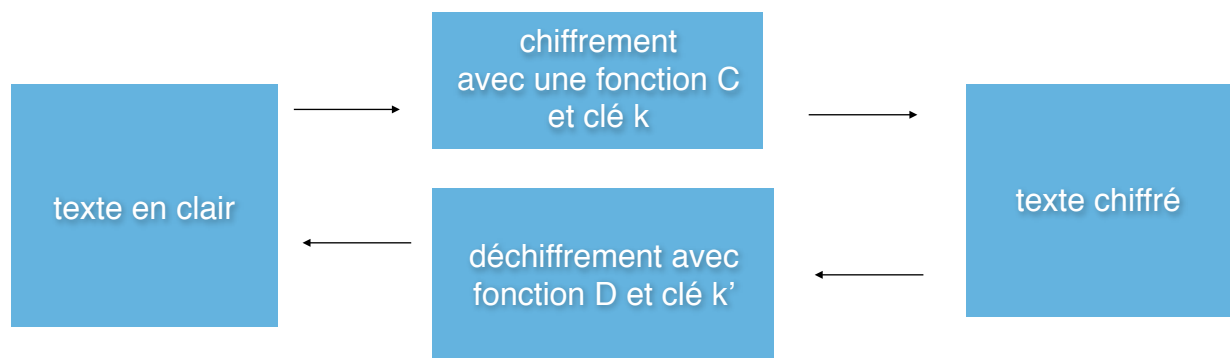 chiffrement
avec une fonction C
et clé k
texte en clair
texte chiffré
déchiffrement avec
fonction D et clé k’